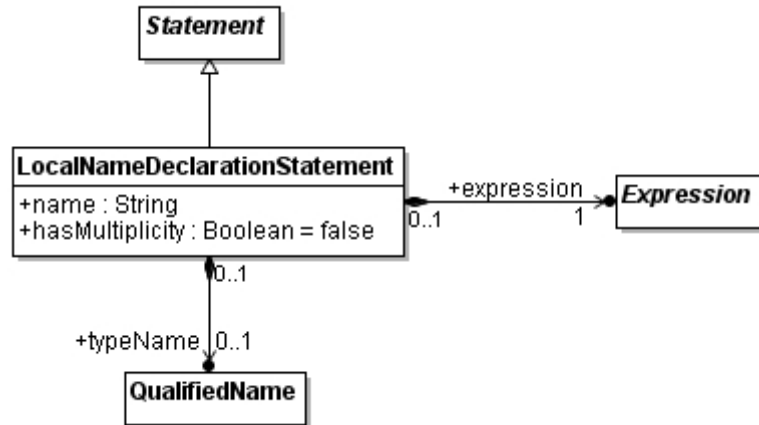 Statement
LocalNameDeclarationStatement
+name : String
+hasMultiplicity : Boolean = false
+expression
0..1
1
Expression
0..1
+typeName
0..1
QualifiedName